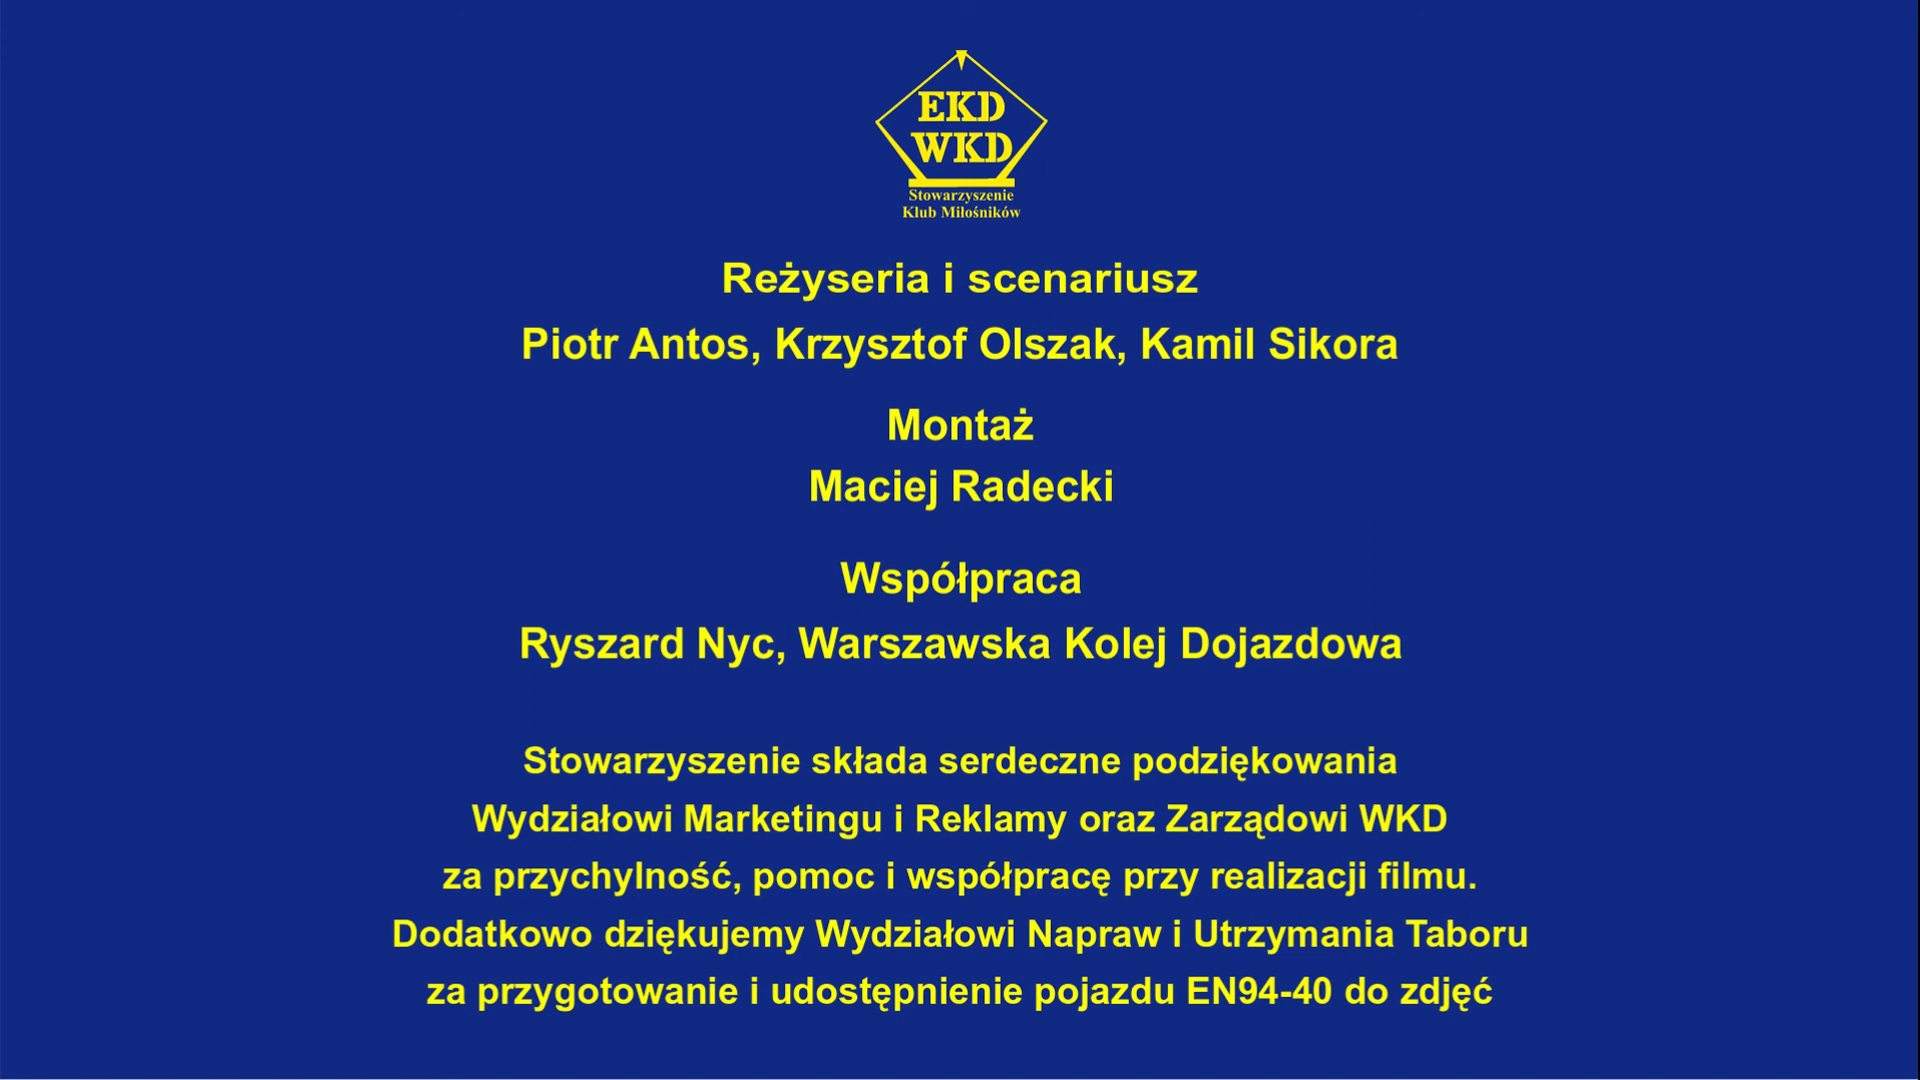 EKD
WKD
Stowarzyszenie
Klub Miłośników
Reżyseria i scenariusz
Piotr Antos, Krzysztof Olszak, Kamil Sikora
Montaż
Maciej Radecki
Współpraca
Ryszard Nyc, Warszawska Kolej Dojazdowa
Stowarzyszenie składa serdeczne podziękowania
Wydziałowi Marketingu i Reklamy oraz Zarządowi WKD
za przychylność, pomoc i współpracę przy realizacji filmu.
Dodatkowo dziękujemy Wydziałowi Napraw i Utrzymania Taboru
za przygotowanie i udostępnienie pojazdu EN94-40 do zdjęć